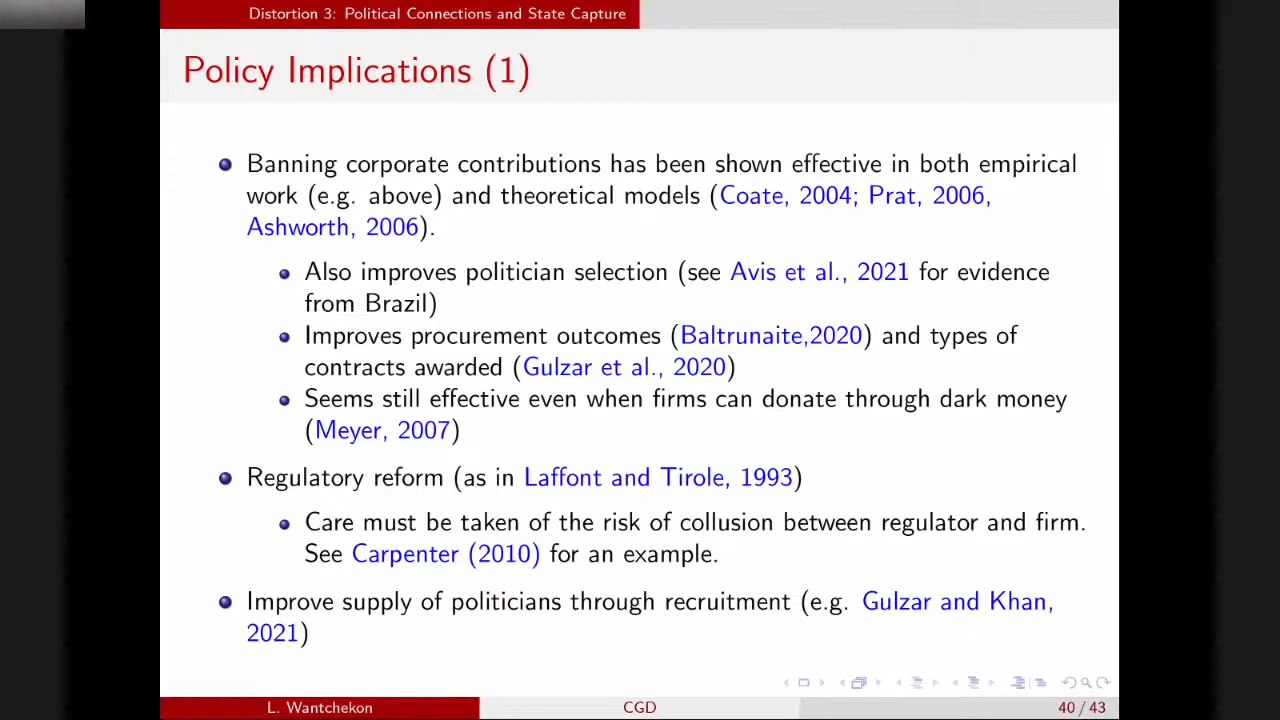 Distortion 3: Political Connections and State Capture
Policy Implications (1)
Banning corporate contributions has been shown effective in both empirical
work (e.g. above) and theoretical models (Coate, 2004; Prat, 2006,
Ashworth, 2006).
Also improves politician selection (see Avis et al., 2021 for evidence
from Brazil)
Improves procurement outcomes (Baltrunaite,2020) and types of
contracts awarded (Gulzar et al., 2020)
Seems still effective even when firms can donate through dark money
(Meyer, 2007)
Regulatory reform (as in Laffont and Tirole, 1993)
Care must be taken of the risk of collusion between regulator and firm.
See Carpenter (2010) for an example.
Improve supply of politicians through recruitment (e.g. Gulzar and Khan,
2021)
L. Wantchekon CGD 40 / 43